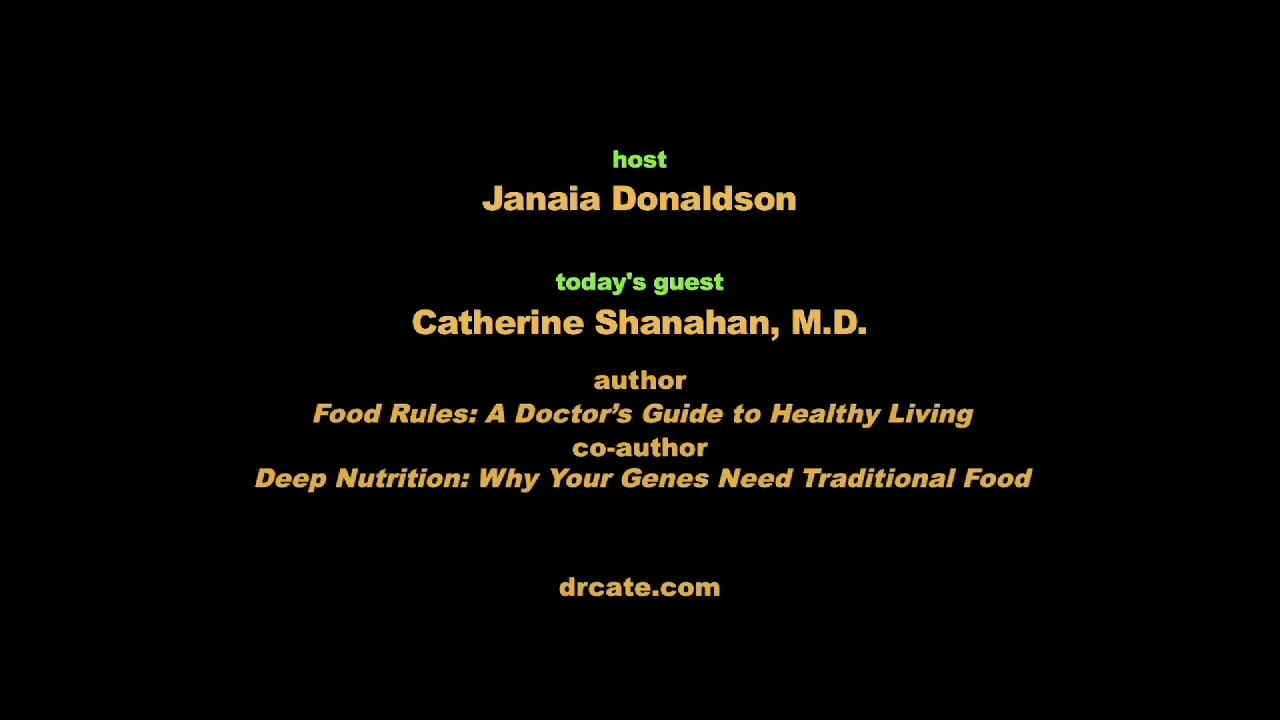 host
Janaia Donaldson
today's guest
Catherine Shanahan, M.D.
author
Food Rules: A Doctor’s Guide to Healthy Living
co-author
Deep Nutrition: Why Your Genes Need Traditional Food
drcate.com